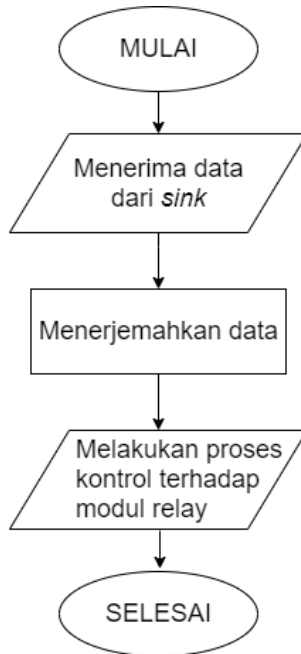 MULAI
Menerima data
dari sink
Menerjemahkan data
Melakukan proses
kontrol terhadap
modul relay
SELESAI